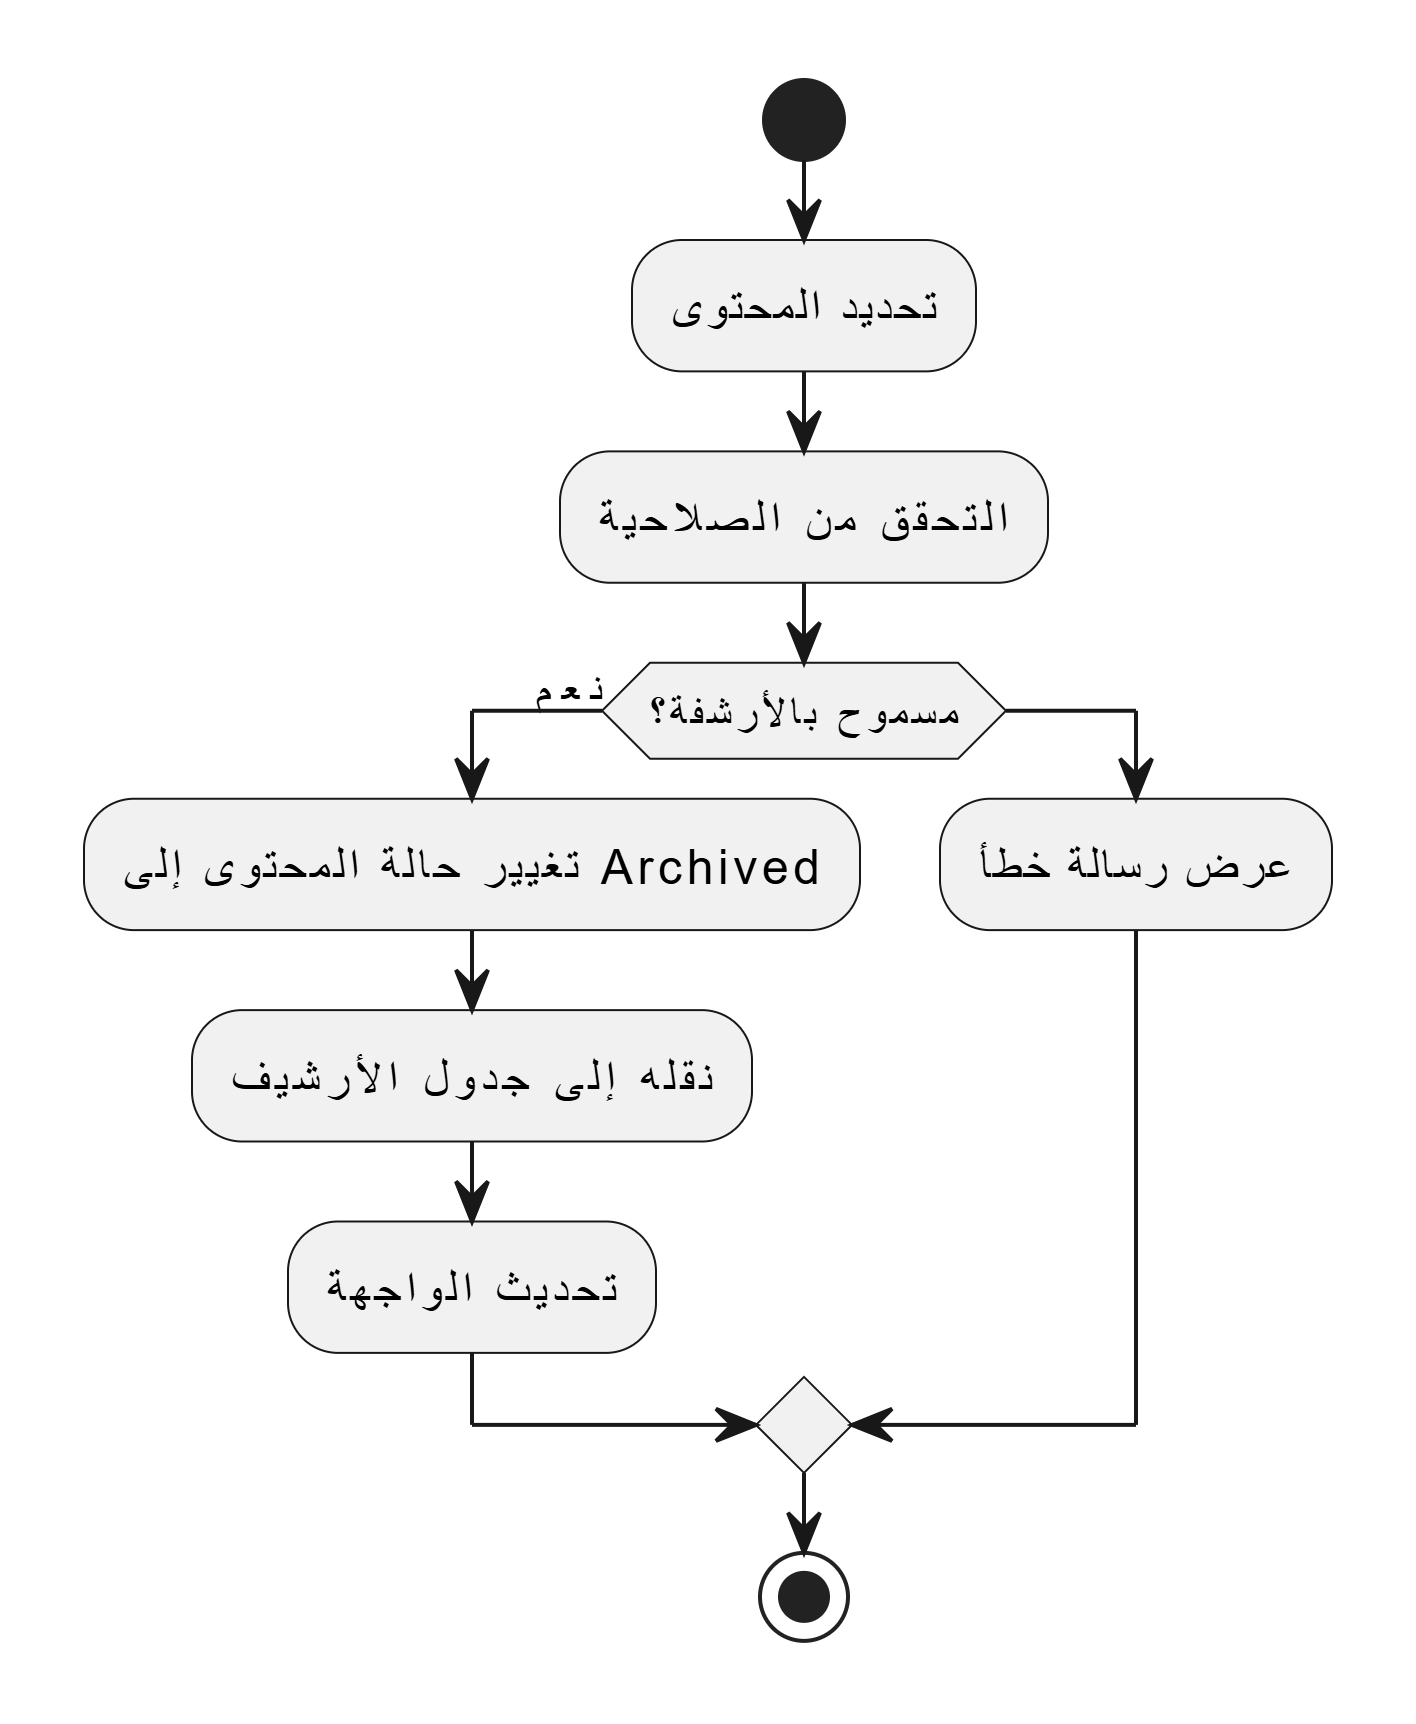 تحديد المحتوى
التحقق من الصلاحية
مسموح بالأرشفة؟
نعم
تغيير حالة المحتوى إلى Archived
عرض رسالة خطأ
نقله إلى جدول الأرشيف
تحديث الواجهة